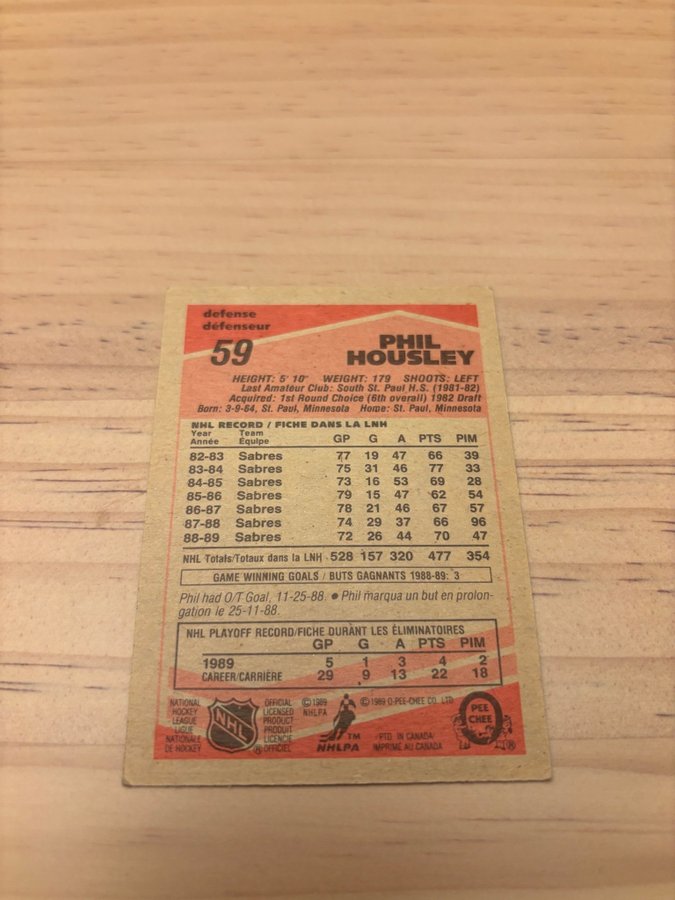 defense
défenseur
59
PHIL
HOUSLEY
HEIGHT: 5' 10" WEIGHT: 179 SHOOTS: LEFT
Last Amateur Club: South St. Paul H.S. (1981-82)
Acquired: 1st Round Choice (6th overall) 1982 Draft
Born: 3-9-64, St. Paul, Minnesota Home: St. Paul, Minnesota
NHL RECORD / FICHE DANS LA LNH
Year Team GP G A PTS PIM
Année Équipe
82-83 Sabres 77 19 47 66 39
83-84 Sabres 75 31 46 77 33
84-85 Sabres 73 16 53 69 28
85-86 Sabres 79 15 47 62 54
86-87 Sabres 78 21 46 67 57
87-88 Sabres 74 29 37 66 96
88-89 Sabres 72 26 44 70 47
NHL Totals/Totaux dans la LNH 528 157 320 477 354
GAME WINNING GOALS / BUTS GAGNANTS 1988-89: 3
Phil had O/T Goal, 11-25-88. ● Phil marqua un but en prolon-
gation le 25-11-88.
NHL PLAYOFF RECORD/FICHE DURANT LES ÉLIMINATOIRES
GP G A PTS PIM
1989 5 1 3 4 2
CAREER/CARRIÈRE 29 9 13 22 18
NATIONAL
HOCKEY
LEAGUE
LIGUE
NATIONALE
DE HOCKEY
NHL
®
OFFICIAL
LICENSED
PRODUCT
PRODUIT
LICENCIÉ
OFFICIEL
©1989
NHLPA
TM
NHLPA
©1989 O-PEE-CHEE CO. LTD.
PTD. IN CANADA/
IMPRIMÉ AU CANADA
PEE
CHEE